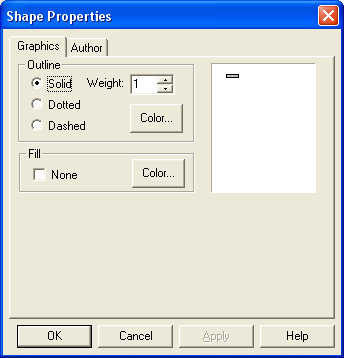 Shape Properties
Graphics Author
Outline
Solid Weight: 1
Dotted
Dashed
Color...
Fill
None Color...
OK Cancel Apply Help